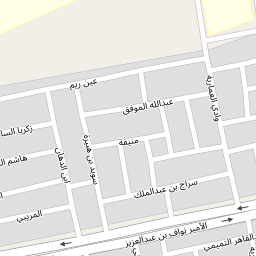 عين ريم
وادي العمارية
عبدالله الموفق
زكريا السا
منيفة
سويد بن هبيرة
ابن الدهان
هاشم ال
سراج بن عبدالملك
المريبي
الأمير نواف بن عبدالعزيز
القاهر التميمي